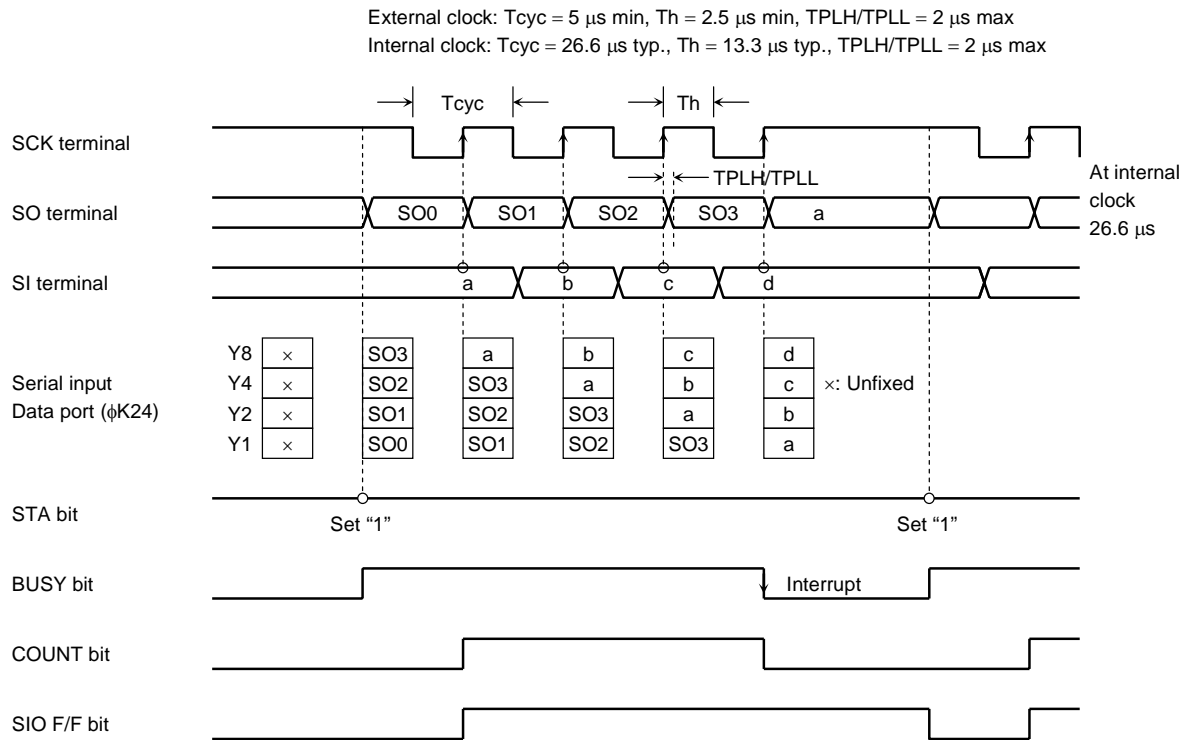 External clock: Tcyc = 5 μs min, Th = 2.5 μs min, TPLH/TPLL = 2 μs max
Internal clock: Tcyc = 26.6 μs typ., Th = 13.3 μs typ., TPLH/TPLL = 2 μs max
Tcyc Th
SCK terminal
TPLH/TPLL
At internal
clock
26.6 μs
SO terminal SO0 SO1 SO2 SO3 a
SI terminal a b c d
Serial input
Data port (φK24)
Y8 × SO3 a b c d
Y4 × SO2 SO3 a b c ×: Unfixed
Y2 × SO1 SO2 SO3 a b
Y1 × SO0 SO1 SO2 SO3 a
STA bit
Set “1” Set “1”
BUSY bit Interrupt
COUNT bit
SIO F/F bit